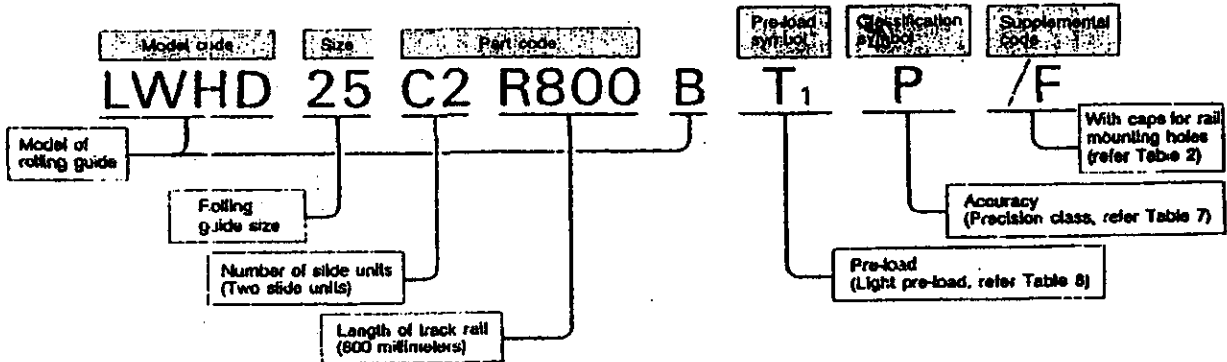 Model code
Size
Part code
Pre-load
symbol
Classification
symbol
Supplemental
code
LWHD 25 C2 R800 B T1 P /F
Model of
rolling guide
With caps for rail
mounting holes
(refer Table 2)
Rolling
guide size
Accuracy
(Precision class, refer Table 7)
Number of slide units
(Two slide units)
Pre-load
(Light pre-load, refer Table 8)
Length of track rail
(800 millimeters)